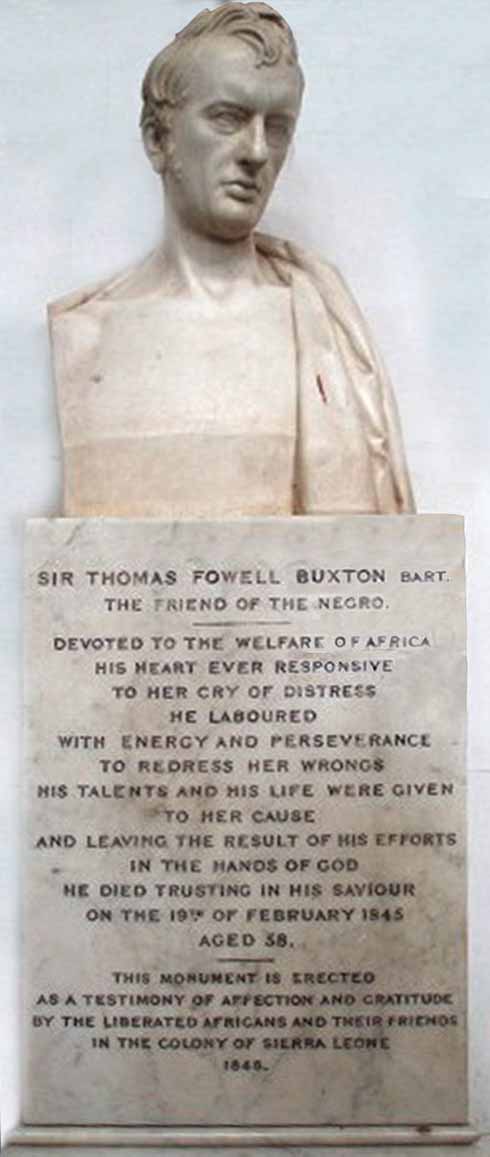 SIR THOMAS FOWELL BUXTON BART.
THE FRIEND OF THE NEGRO.
DEVOTED TO THE WELFARE OF AFRICA
HIS HEART EVER RESPONSIVE
TO HER CRY OF DISTRESS
HE LABOURED
WITH ENERGY AND PERSEVERANCE
TO REDRESS HER WRONGS
HIS TALENTS AND HIS LIFE WERE GIVEN
TO HER CAUSE
AND LEAVING THE RESULT OF HIS EFFORTS
IN THE HANDS OF GOD
HE DIED TRUSTING IN HIS SAVIOUR
ON THE 19TH OF FEBRUARY 1845
AGED 58.
THIS MONUMENT IS ERECTED
AS A TESTIMONY OF AFFECTION AND GRATITUDE
BY THE LIBERATED AFRICANS AND THEIR FRIENDS
IN THE COLONY OF SIERRA LEONE